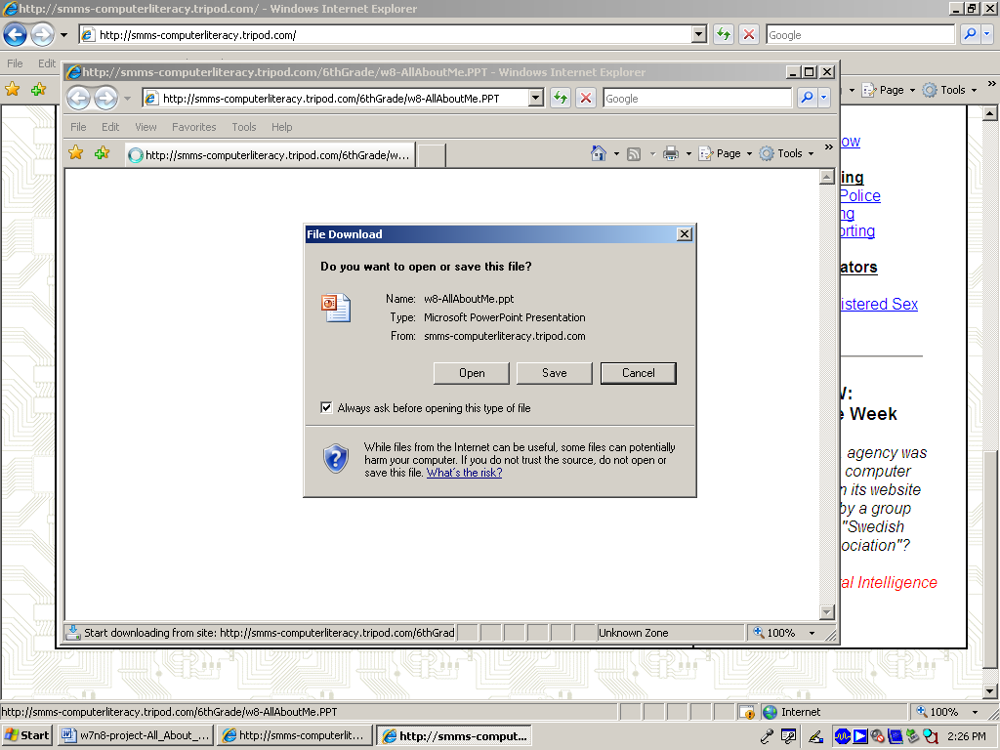 http://smms-computerliteracy.tripod.com/ - Windows Internet Explorer
http://smms-computerliteracy.tripod.com/
Google
File Edit
http://smms-computerliteracy.tripod.com/6thGrade/w8-AllAboutMe.PPT - Windows Internet Explorer
http://smms-computerliteracy.tripod.com/6thGrade/w8-AllAboutMe.PPT
Google
Page Tools »
File Edit View Favorites Tools Help
http://smms-computerliteracy.tripod.com/6thGrade/w...
Page Tools »
ow
ing
Police
ng
orting
ators
istered Sex
File Download
Do you want to open or save this file?
Name: w8-AllAboutMe.ppt
Type: Microsoft PowerPoint Presentation
From: smms-computerliteracy.tripod.com
Open Save Cancel
Always ask before opening this type of file
While files from the Internet can be useful, some files can potentially
harm your computer. If you do not trust the source, do not open or
save this file. What's the risk?
W:
e Week
agency was
computer
n its website
by a group
"Swedish
ociation"?
al Intelligence
Start downloading from site: http://smms-computerliteracy.tripod.com/6thGrad
Unknown Zone
100%
http://smms-computerliteracy.tripod.com/6thGrade/w8-AllAboutMe.PPT
Internet
100%
Start
w7n8-project-All_About_...
http://smms-computerlit...
http://smms-comput...
2:26 PM